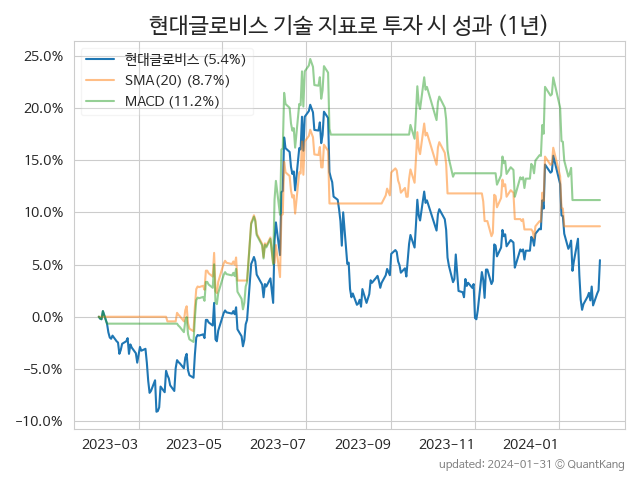 현대글로비스 기술 지표로 투자 시 성과 (1년)
25.0%
20.0%
15.0%
10.0%
5.0%
0.0%
−5.0%
−10.0%
현대글로비스 (5.4%)
SMA(20) (8.7%)
MACD (11.2%)
2023-03 2023-05 2023-07 2023-09 2023-11 2024-01
updated: 2024-01-31 © QuantKang